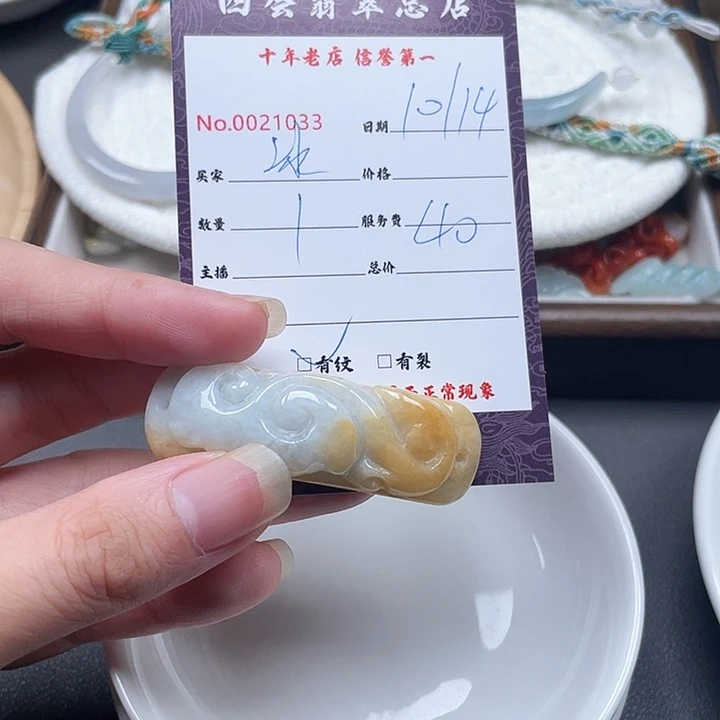 四会翡翠总店
十年老店 信誉第一
No.0021033 日期 10/14
买家 价格
数量 1 服务费 40
主播 总价
□有纹 □有裂
正常现象